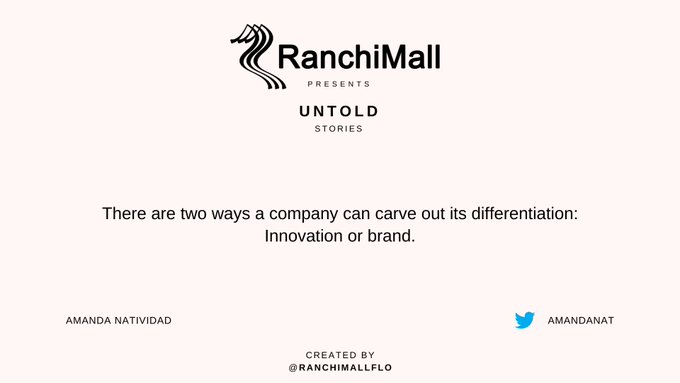 RanchiMall
PRESENTS
UNTOLD
STORIES
There are two ways a company can carve out its differentiation:
Innovation or brand.
AMANDA NATIVIDAD
AMANDANAT
CREATED BY
@RANCHIMALLFLO